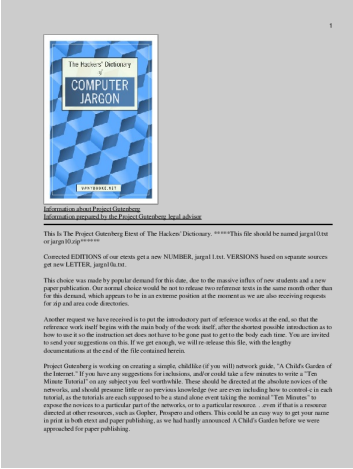 1
The Hackers' Dictionary
of
COMPUTER
JARGON
VARTBOOKS.NET
Information about Project Gutenberg
Information prepared by the Project Gutenberg legal advisor
This Is The Project Gutenberg Etext of The Hackers' Dictionary. *****This file should be named jargn10.txt
or jargn10.zip******
Corrected EDITIONS of our etexts get a new NUMBER, jargn11.txt. VERSIONS based on separate sources
get new LETTER, jargn10a.txt.
This choice was made by popular demand for this date, due to the massive influx of new students and a new
paper publication. Our normal choice would be not to release two reference texts in the same month other than
for this demand, which appears to be in an extreme position at the moment as we are also receiving requests
for zip and area code directories.
Another request we have received is to put the introductory part of reference works at the end, so that the
reference work itself begins with the main body of the work itself, after the shortest possible introduction as to
how to use it so the instruction set does not have to be gone past to get to the body each time. You are invited
to send your suggestions on this. If we get enough, we will re-release this file, with the lengthy
documentations at the end of the file contained herein.
Project Gutenberg is working on creating a simple, childlike (if you will) network guide, "A Child's Garden of
the Internet." If you have any suggestions for inclusions, and/or could take a few minutes to write a "Ten
Minute Tutorial" on any subject you feel worthwhile. These should be directed at the absolute novices of the
networks, and should presume little or no previous knowledge (we are even including how to control-c in each
tutorial, as the tutorials are each supposed to be a stand alone event taking the nominal "Ten Minutes" to
expose the novices to a particular part of the networks, or to a particular resource. . .even if that is a resource
directed at other resources, such as Gopher, Prospero and others. This could be an easy way to get your name
in print in both etext and paper publishing, as we had hardly announced A Child's Garden before we were
approached for paper publishing.